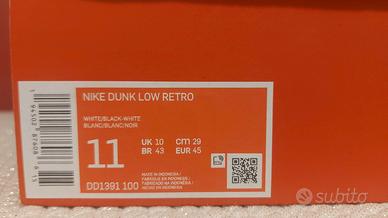 NIKE DUNK LOW RETRO
WHITE/BLACK-WHITE
BLANC/BLANC/NOIR
11
UK 10
CM 29
BR 43
EUR 45
DD1391 100
MADE IN INDONESIA /
FABRIQUÉ EN INDONÉSIE /
FABRICADO NA INDONÉSIA /
HECHO EN INDONESIA
subito